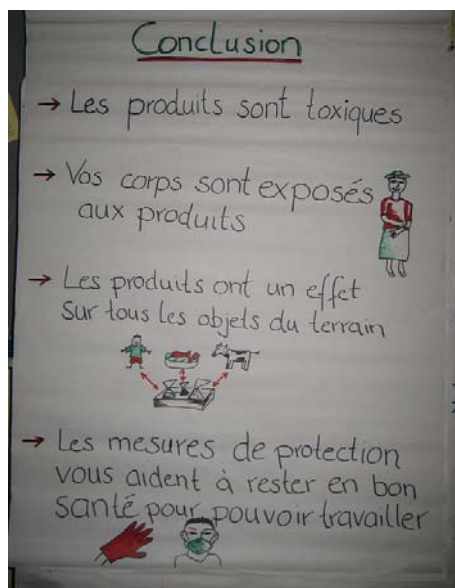 Conclusion
→ Les produits sont toxiques
→ Vos corps sont exposés
aux produits
→ Les produits ont un effet
sur tous les objets du terrain
→ Les mesures de protection
vous aident à rester en bon
santé pour pouvoir travailler